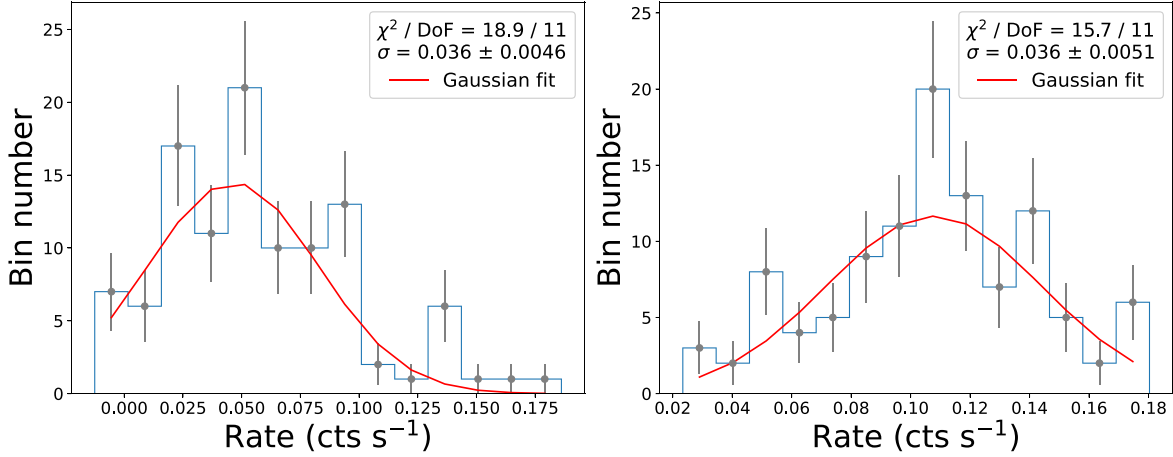 χ² / DoF = 18.9 / 11
σ = 0.036 ± 0.0046
Gaussian fit
25
20
15
10
5
0
Bin number
0.000 0.025 0.050 0.075 0.100 0.125 0.150 0.175
Rate (cts s⁻¹)
χ² / DoF = 15.7 / 11
σ = 0.036 ± 0.0051
Gaussian fit
25
20
15
10
5
0
Bin number
0.02 0.04 0.06 0.08 0.10 0.12 0.14 0.16 0.18
Rate (cts s⁻¹)